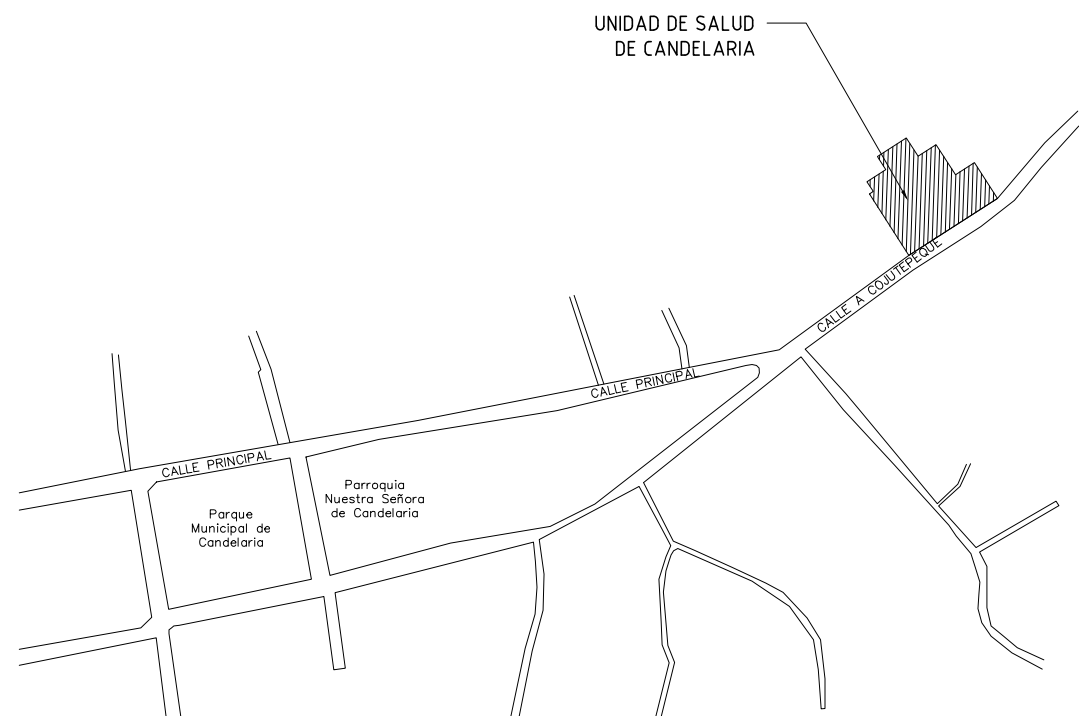 UNIDAD DE SALUD
DE CANDELARIA
CALLE A COJUTEPEQUE
CALLE PRINCIPAL
CALLE PRINCIPAL
Parroquia
Nuestra Señora
de Candelaria
Parque
Municipal de
Candelaria